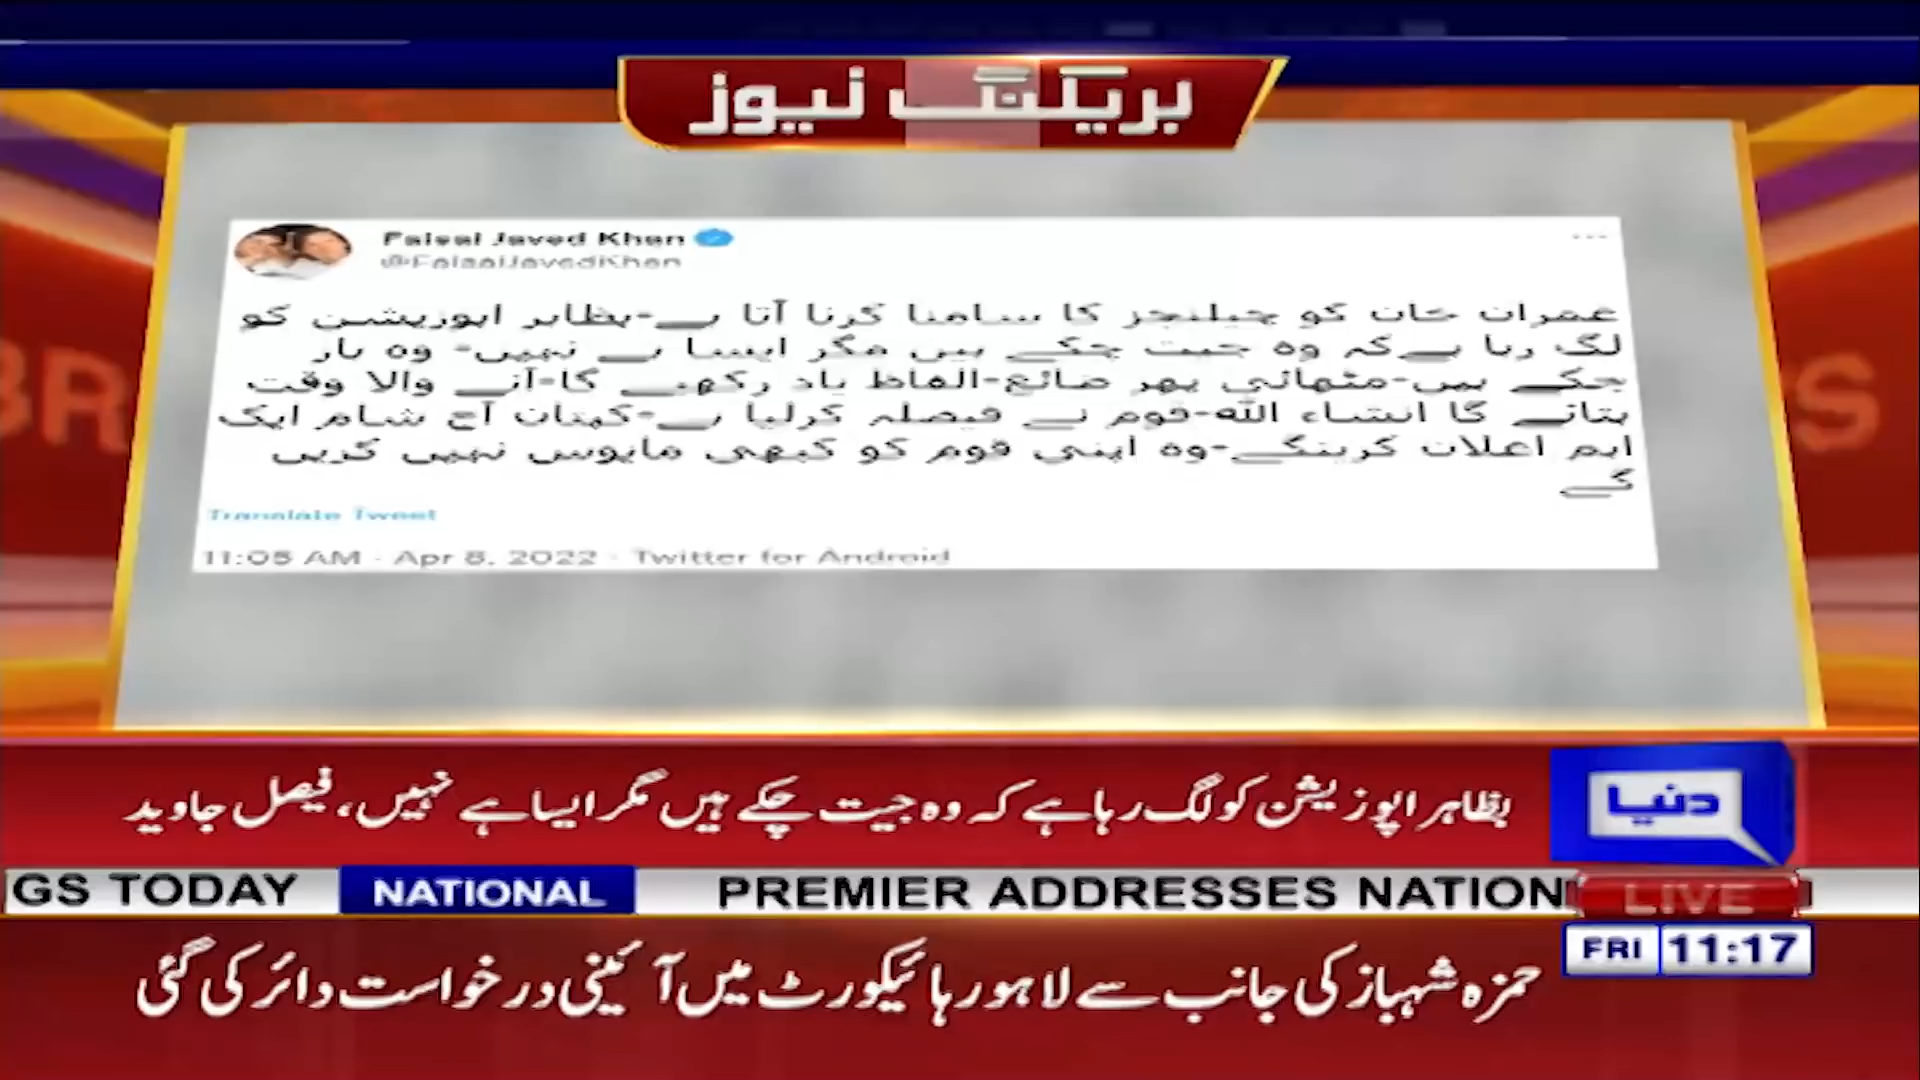 بریکنگ نیوز
Faisal Javed Khan
@FaisalJavedKhan
عمران خان کو چیلنجز کا سامنا کرنا آتا ہے-بظاہر اپوزیشن کو
لگ رہا ہےکہ وہ جیت چکے ہیں مگر ایسا ہے نہیں- وہ ہار
چکے ہیں-مٹھائی پھر ضائع-الفاظ یاد رکھیے گا-آنے والا وقت
بتائے گا انشاء اللہ-قوم نے فیصلہ کرلیا ہے-کپتان آج شام ایک
اہم اعلان کرینگے-وہ اپنی قوم کو کبھی مایوس نہیں کریں
گے
Translate Tweet
11:05 AM · Apr 8, 2022 · Twitter for Android
بظاہر اپوزیشن کو لگ رہا ہے کہ وہ جیت چکے ہیں مگر ایسا ہے نہیں، فیصل جاوید
دنیا
GS TODAY NATIONAL PREMIER ADDRESSES NATION
LIVE
FRI 11:17
حمزہ شہباز کی جانب سے لاہور ہائیکورٹ میں آئینی درخواست دائر کی گئی